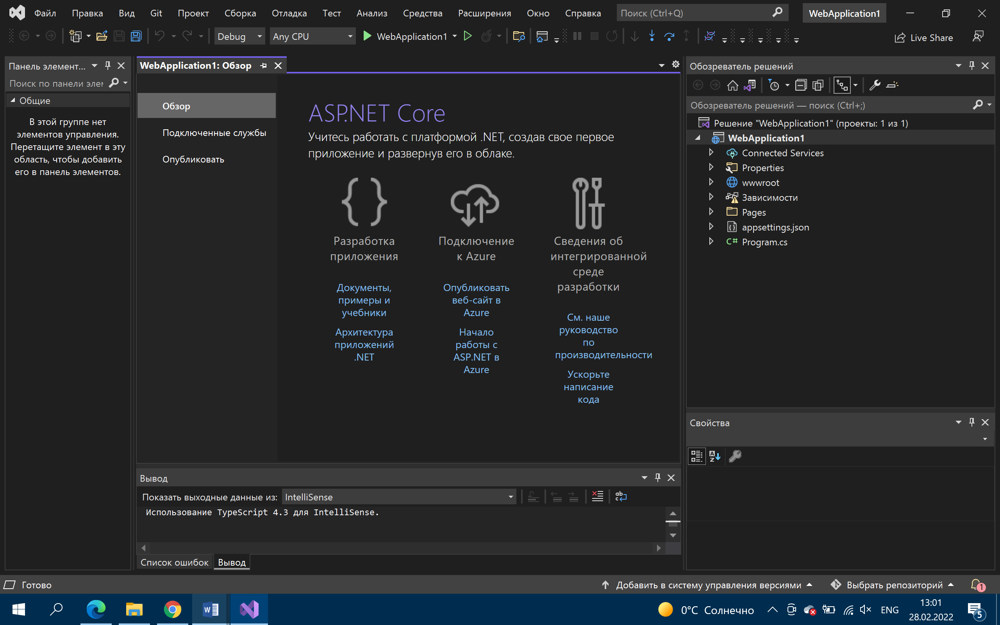 Файл Правка Вид Git Проект Сборка Отладка Тест Анализ Средства Расширения Окно Справка Поиск (Ctrl+Q) WebApplication1
Debug Any CPU WebApplication1 Live Share
Панель элемент...
Поиск по панели элем
Общие
В этой группе нет
элементов управления.
Перетащите элемент в эту
область, чтобы добавить
его в панель элементов.
WebApplication1: Обзор
Обзор
Подключенные службы
Опубликовать
ASP.NET Core
Учитесь работать с платформой .NET, создав свое первое
приложение и развернув его в облаке.
Разработка
приложения
Документы,
примеры и
учебники
Архитектура
приложений
.NET
Подключение
к Azure
Опубликовать
веб-сайт в
Azure
Начало
работы с
ASP.NET в
Azure
Сведения об
интегрированной
среде
разработки
См. наше
руководство
по
производительности
Ускорьте
написание
кода
Вывод
Показать выходные данные из: IntelliSense
Использование TypeScript 4.3 для IntelliSense.
Список ошибок Вывод
Обозреватель решений
Обозреватель решений — поиск (Ctrl+;)
Решение "WebApplication1" (проекты: 1 из 1)
WebApplication1
Connected Services
Properties
wwwroot
Зависимости
Pages
appsettings.json
C# Program.cs
Свойства
Готово Добавить в систему управления версиями Выбрать репозиторий 1
0°C Солнечно ENG 13:01
28.02.2022 5